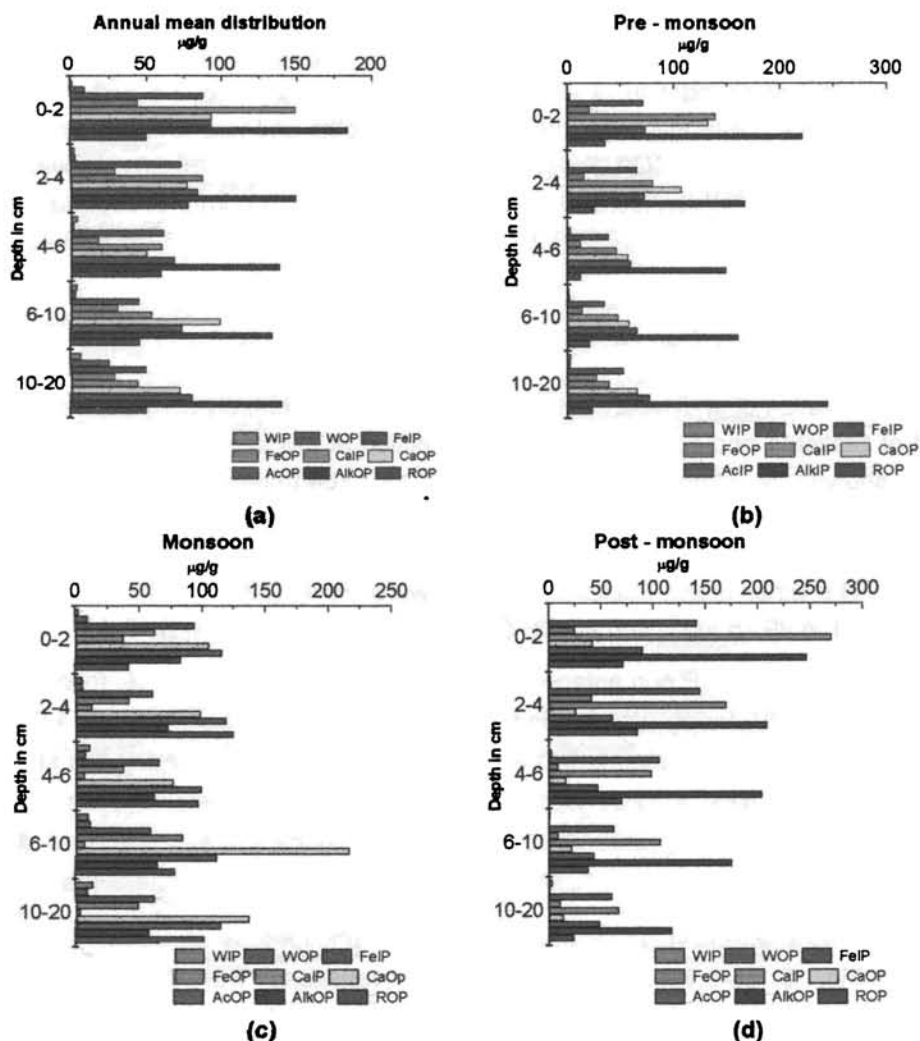 Annual mean distribution
µg/g
0 50 100 150 200
Depth in cm
0-2
2-4
4-6
6-10
10-20
WIP WOP FeIP
FeOP CaIP CaOP
AcOP AlkOP ROP
(a)
Pre - monsoon
µg/g
0 100 200 300
Depth in cm
0-2
2-4
4-6
6-10
10-20
WIP WOP FeIP
FeOP CaIP CaOP
AcIP AlkIP ROP
(b)
Monsoon
µg/g
0 50 100 150 200 250
Depth in cm
0-2
2-4
4-6
6-10
10-20
WIP WOP FeIP
FeOP CaIP CaOp
AcOP AlkOP ROP
(c)
Post - monsoon
µg/g
0 50 100 150 200 250 300
Depth in cm
0-2
2-4
4-6
6-10
10-20
WIP WOP FeIP
FeOP CaIP CaOP
AcOP AlkOP ROP
(d)